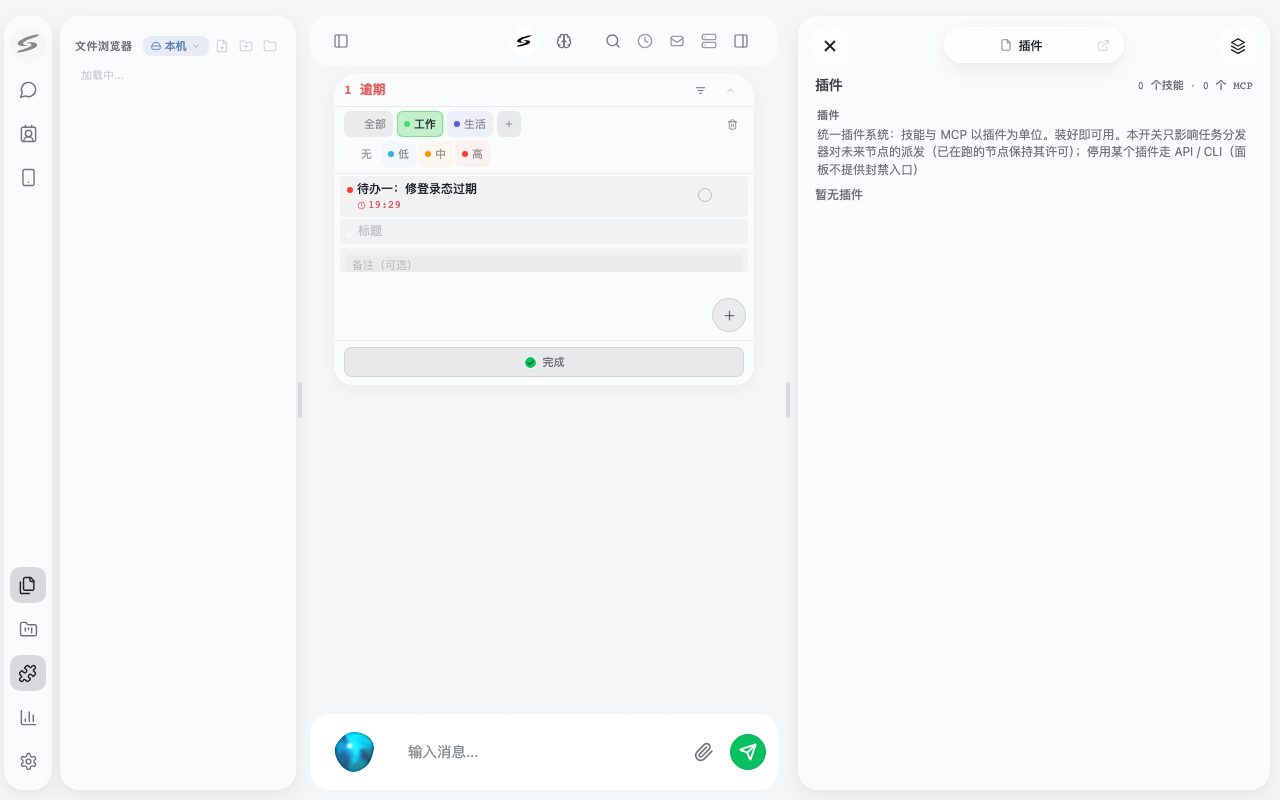 文件浏览器
本机
加载中...
1 逾期
全部
工作
生活
无
低
中
高
待办一：修登录态过期
19:29
标题
备注（可选）
完成
输入消息...
插件
插件
0 个技能 · 0 个 MCP
插件
统一插件系统：技能与 MCP 以插件为单位。装好即可用。本开关只影响任务分发
器对未来节点的派发（已在跑的节点保持其许可）；停用某个插件走 API / CLI（面
板不提供封禁入口）
暂无插件